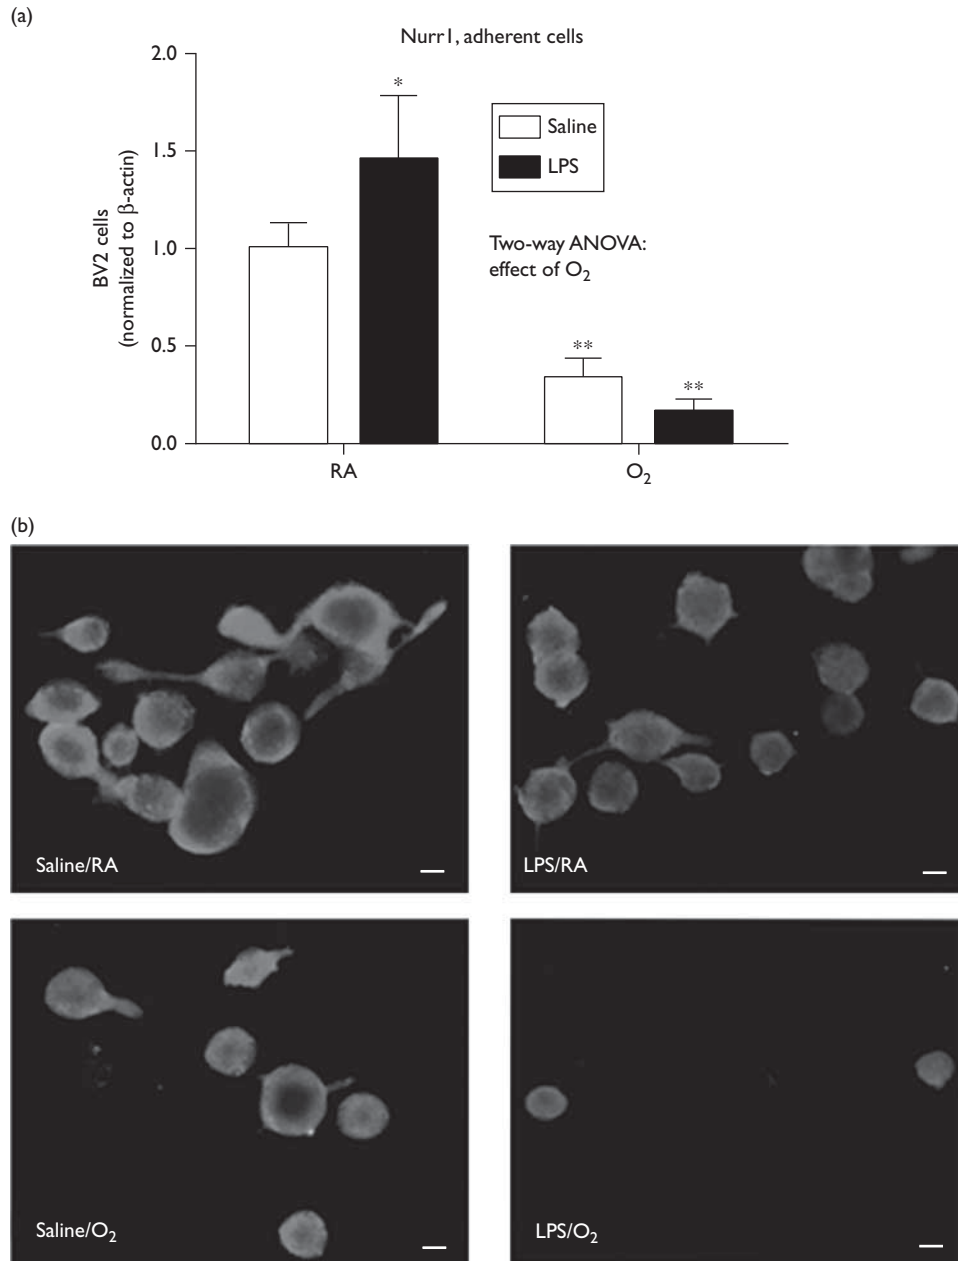 (a)
Nurr1, adherent cells
2.0
1.5
1.0
0.5
0.0
BV2 cells
(normalized to β-actin)
*
Saline
LPS
Two-way ANOVA:
effect of O₂
**
**
RA
O₂
(b)
Saline/RA
LPS/RA
Saline/O₂
LPS/O₂